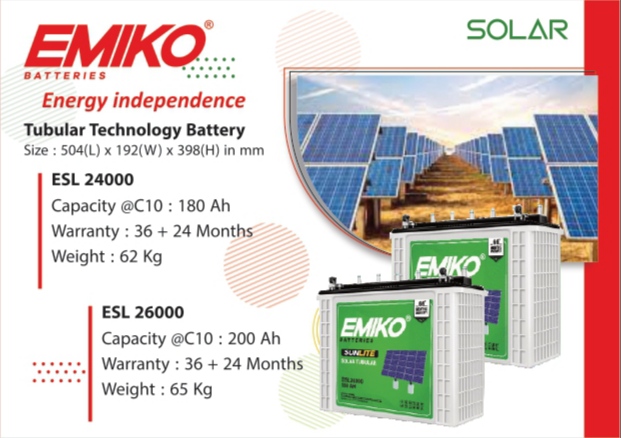 EMIKO®
BATTERIES
SOLAR
Energy independence
Tubular Technology Battery
Size : 504(L) x 192(W) x 398(H) in mm
ESL 24000
Capacity @C10 : 180 Ah
Warranty : 36 + 24 Months
Weight : 62 Kg
ESL 26000
Capacity @C10 : 200 Ah
Warranty : 36 + 24 Months
Weight : 65 Kg
EMIKO®
EMIKO®
BATTERIES
SUNLITE
SOLAR TUBULAR